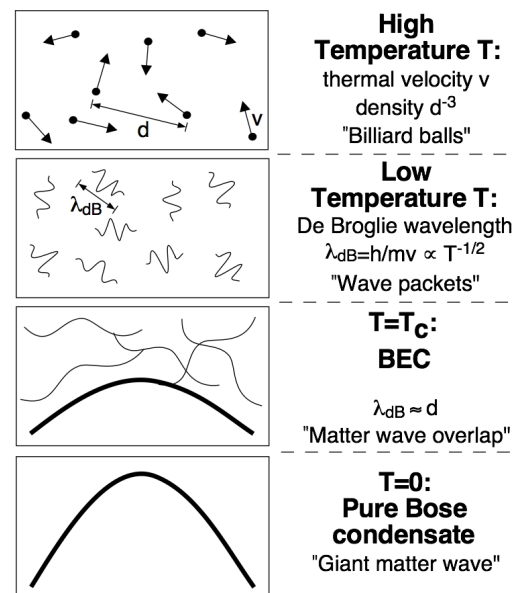 High
Temperature T:
thermal velocity v
density d⁻³
"Billiard balls"
d
v
Low
Temperature T:
De Broglie wavelength
λdB=h/mv ∝ T⁻¹/²
"Wave packets"
λdB
T=Tc:
BEC
λdB ≈ d
"Matter wave overlap"
T=0:
Pure Bose
condensate
"Giant matter wave"